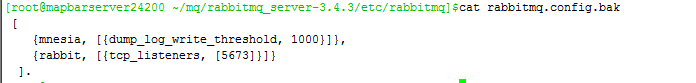 [root@mapbarserver24200 ~/mq/rabbitmq_server-3.4.3/etc/rabbitmq]$cat rabbitmq.config.bak
[
{mnesia, [{dump_log_write_threshold, 1000}]},
{rabbit, [{tcp_listeners, [5673]}]}
].